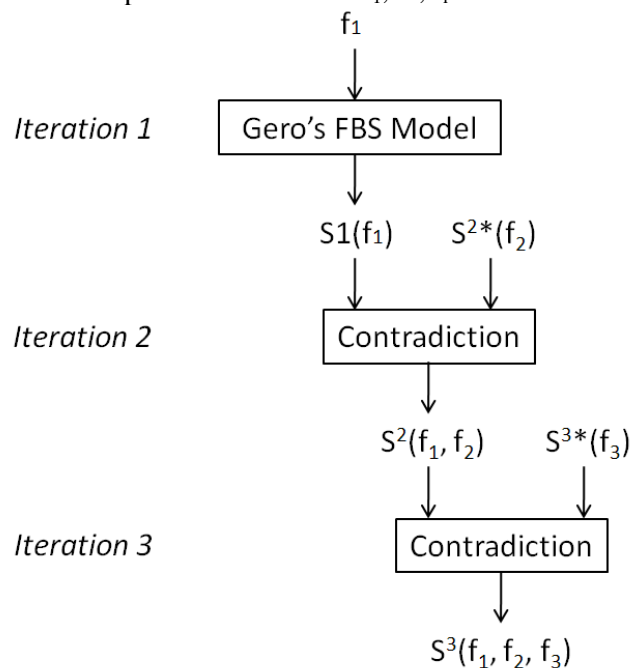 f₁
Iteration 1
Gero's FBS Model
S1(f₁) S²*(f₂)
Iteration 2
Contradiction
S²(f₁, f₂) S³*(f₃)
Iteration 3
Contradiction
S³(f₁, f₂, f₃)